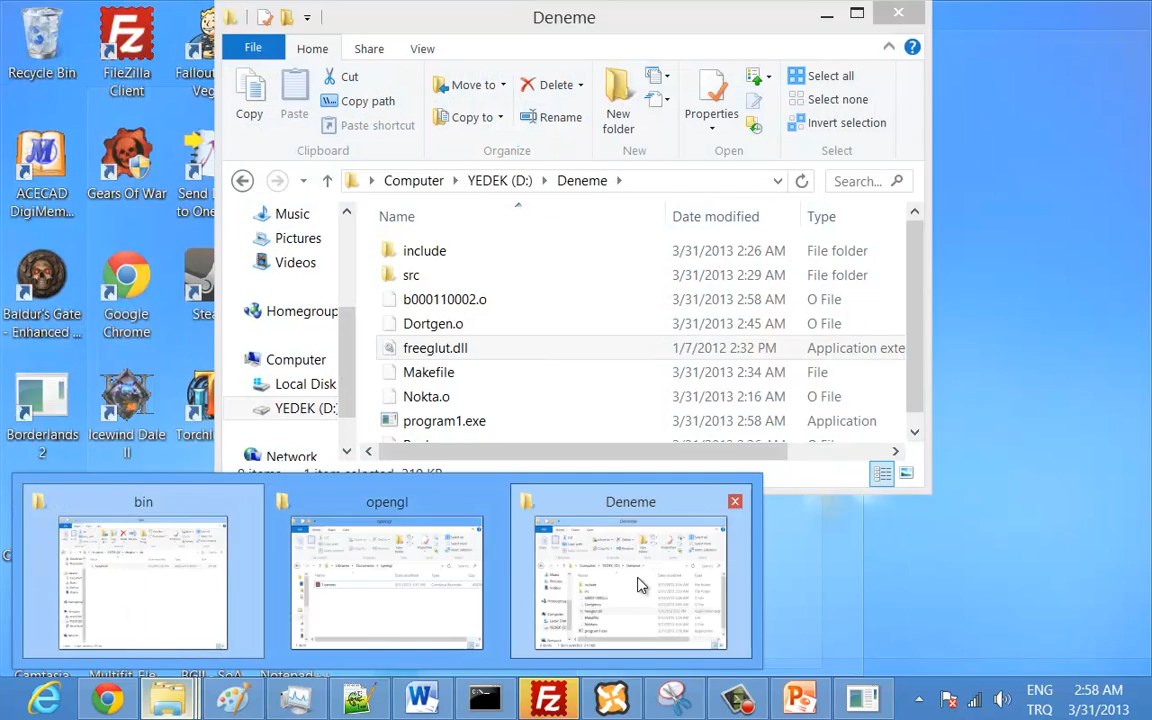 Recycle Bin
FileZilla
Client
Fallout
Veg
ACECAD
DigiMem...
Gears Of War
Send
to One
Baldur's Gate
- Enhanced ...
Google
Chrome
Stea
Borderlands
2
Icewind Dale
II
Torchli
Deneme
File
Home
Share
View
Copy
Paste
Cut
Copy path
Paste shortcut
Clipboard
Move to
Copy to
Delete
Rename
Organize
New
folder
New
Properties
Open
Select all
Select none
Invert selection
Select
Computer
YEDEK (D:)
Deneme
Search...
Music
Pictures
Videos
Homegroup
Computer
Local Disk
YEDEK (D:)
Network
Name
Date modified
Type
include 3/31/2013 2:26 AM File folder
src 3/31/2013 2:29 AM File folder
b000110002.o 3/31/2013 2:58 AM O File
Dortgen.o 3/31/2013 2:45 AM O File
freeglut.dll 1/7/2012 2:32 PM Application exte
Makefile 3/31/2013 2:34 AM File
Nokta.o 3/31/2013 2:16 AM O File
program1.exe 3/31/2013 2:58 AM Application
bin
opengl
Deneme
ENG
TRQ
2:58 AM
3/31/2013